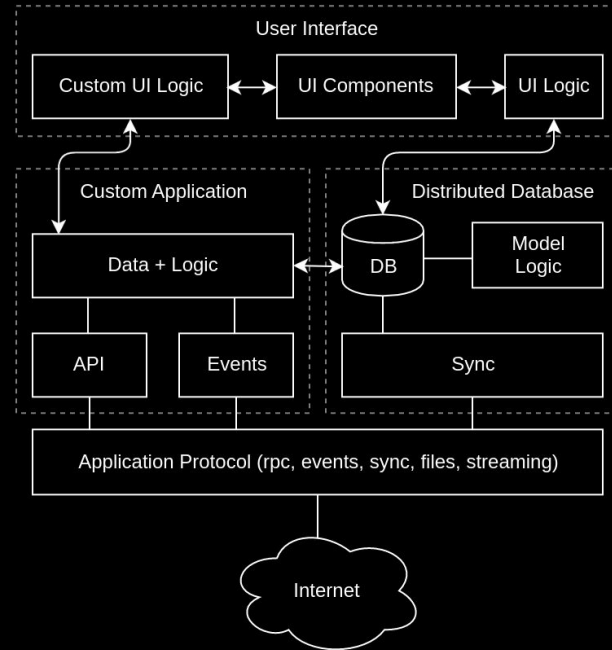 User Interface
Custom UI Logic
UI Components
UI Logic
Custom Application
Distributed Database
Data + Logic
DB
Model
Logic
API
Events
Sync
Application Protocol (rpc, events, sync, files, streaming)
Internet